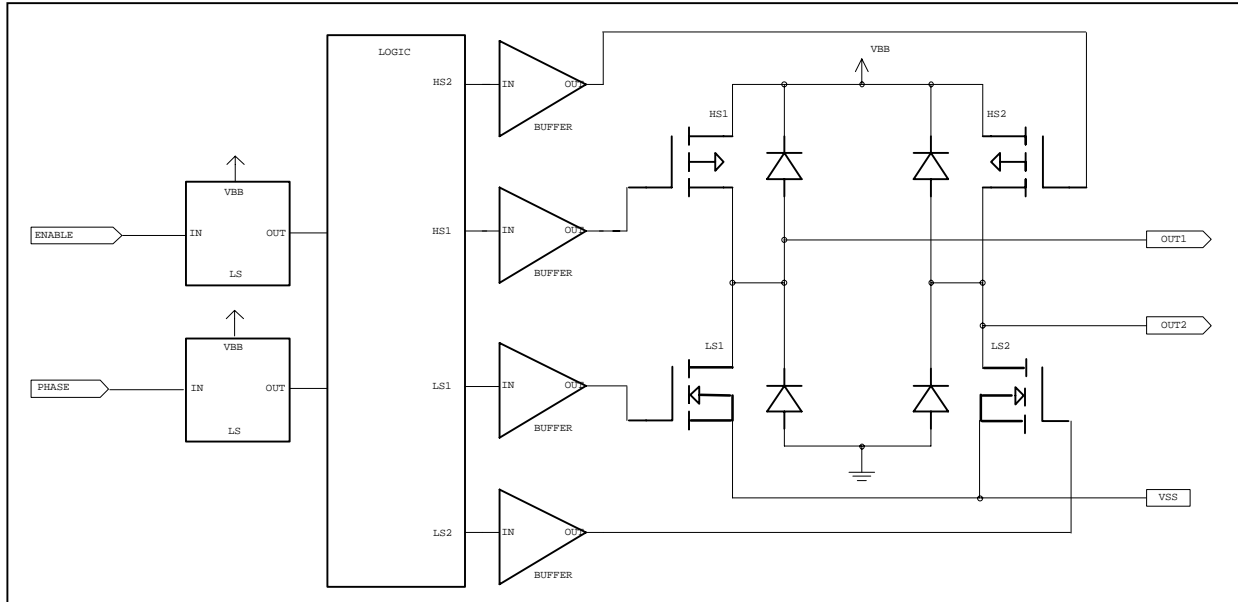 LOGIC
HS2
IN
OUT
BUFFER
VBB
HS1
HS2
VBB
IN
OUT
LS
ENABLE
HS1
IN
OUT
BUFFER
OUT1
VBB
IN
OUT
LS
PHASE
LS1
IN
OUT
BUFFER
LS1
LS2
OUT2
LS2
IN
OUT
BUFFER
VSS